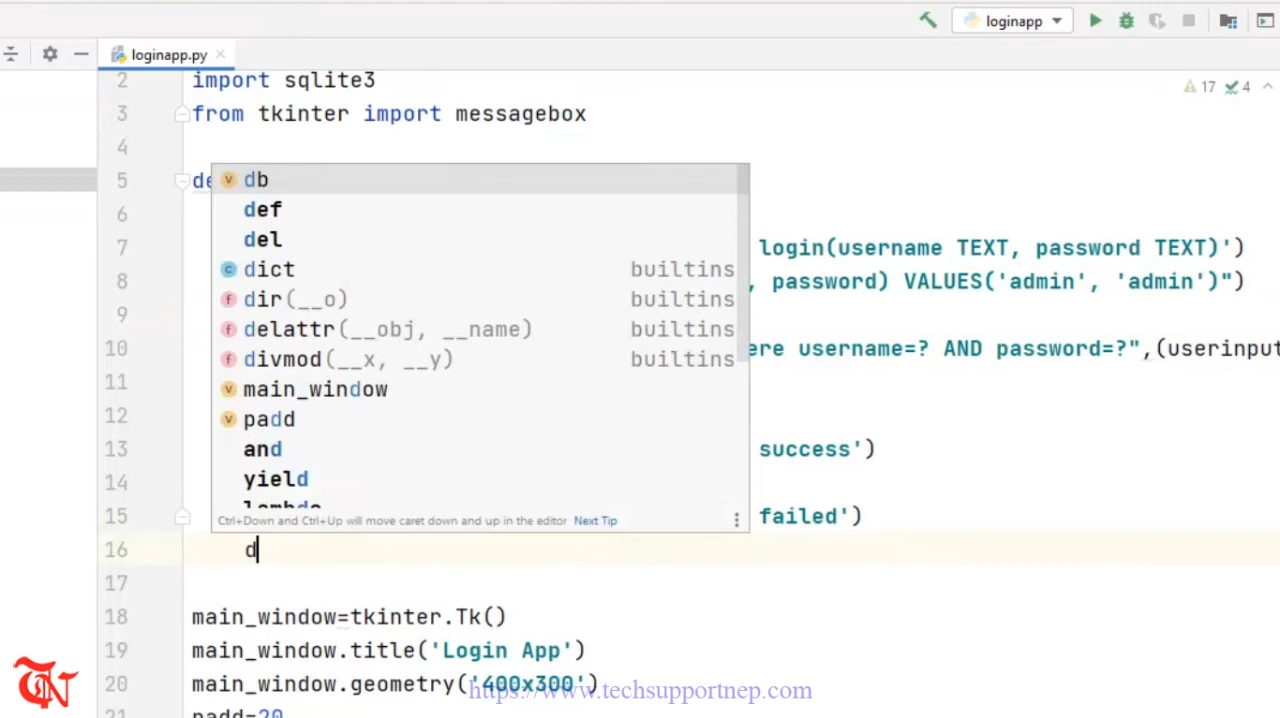 loginapp
loginapp.py
2 import sqlite3
17 4
3 from tkinter import messagebox
4
5 de
6
7 login(username TEXT, password TEXT)')
8 , password) VALUES('admin', 'admin')")
9
10 ere username=? AND password=?",(userinput
11
12
13 success')
14
15 failed')
16 d
17
18 main_window=tkinter.Tk()
19 main_window.title('Login App')
20 main_window.geometry('400x300')
21 padd=20
db
def
del
dict builtins
dir(__o) builtins
delattr(__obj, __name) builtins
divmod(__x, __y) builtins
main_window
padd
and
yield
lambda
Ctrl+Down and Ctrl+Up will move caret down and up in the editor Next Tip
TN
https://www.techsupportnep.com